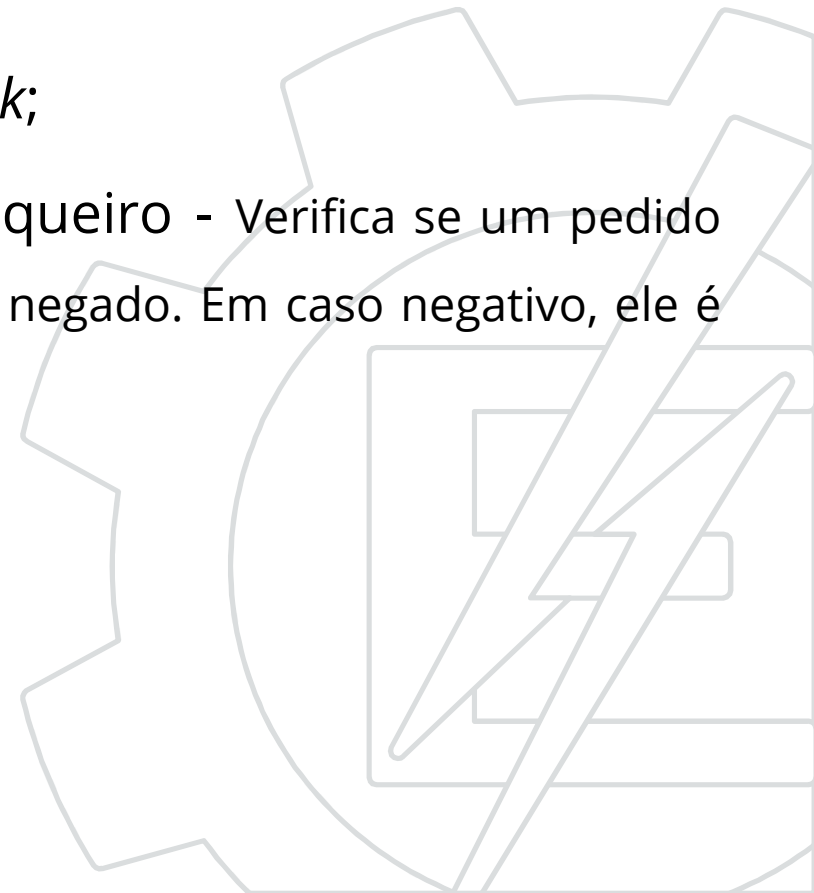 k;
queiro - Verifica se um pedido
negado. Em caso negativo, ele é